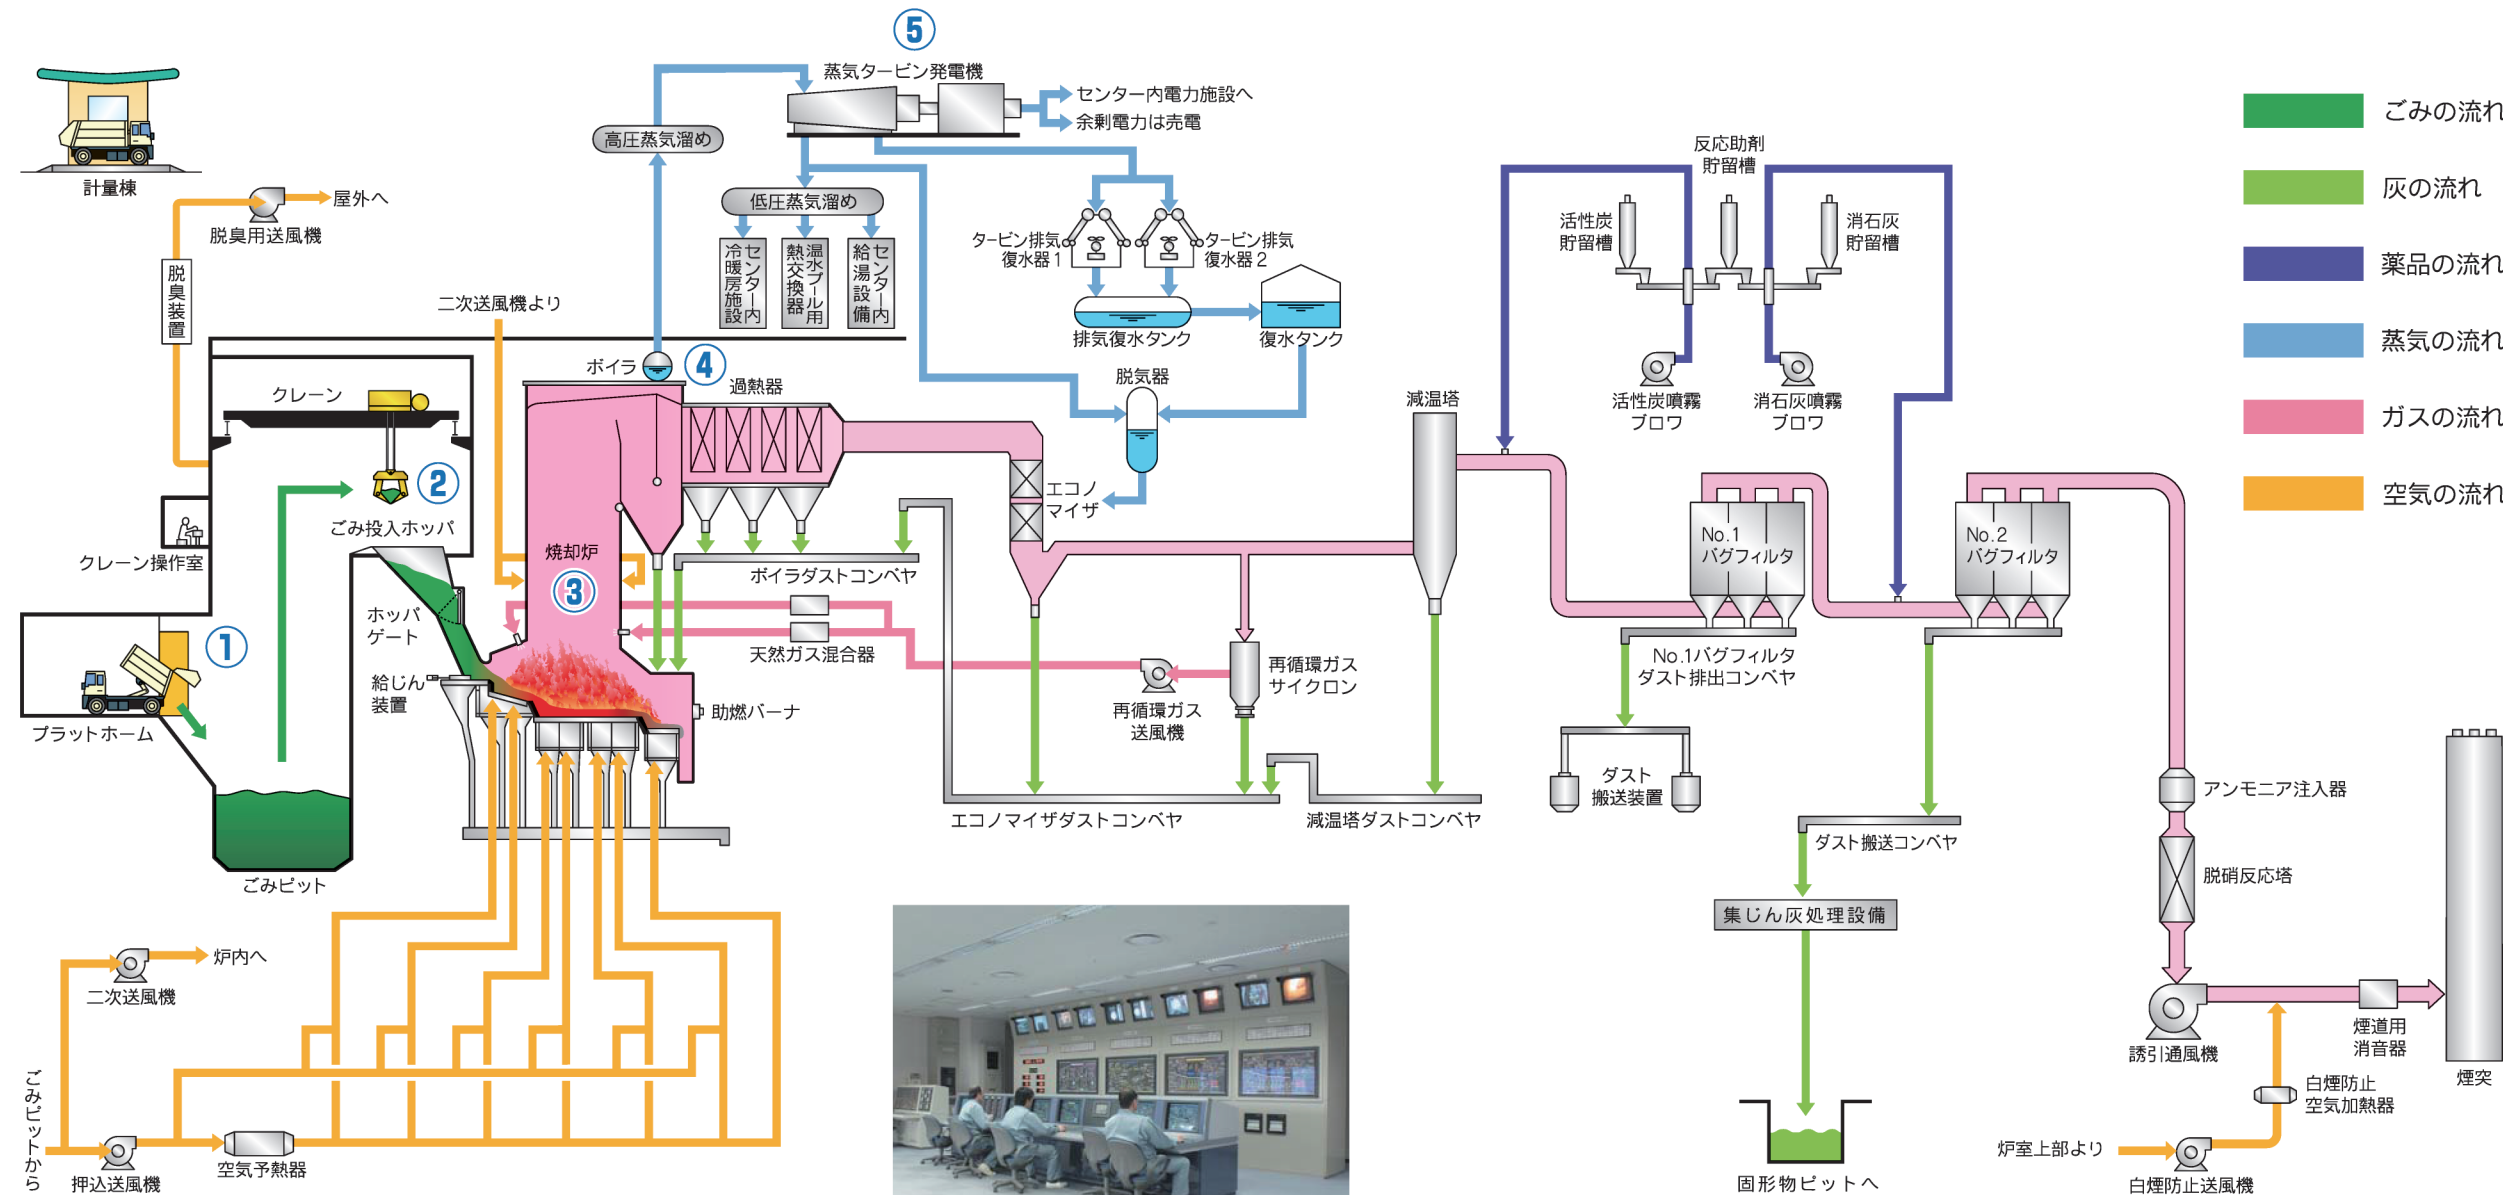 ⑤
蒸気タービン発電機
センター内電力施設へ
余剰電力は売電
高圧蒸気溜め
計量棟
屋外へ
脱臭用送風機
脱臭装置
低圧蒸気溜め
センター内
冷暖房施設
温水プール用
熱交換器
センター内
給湯設備
タービン排気
復水器1
タービン排気
復水器2
排気復水タンク
復水タンク
脱気器
反応助剤
貯留槽
活性炭
貯留槽
消石灰
貯留槽
活性炭噴霧
ブロワ
消石灰噴霧
ブロワ
ごみの流れ
灰の流れ
薬品の流れ
蒸気の流れ
ガスの流れ
空気の流れ
二次送風機より
ボイラ
④
過熱器
クレーン
②
ごみ投入ホッパ
クレーン操作室
焼却炉
③
ホッパ
ゲート
①
給じん
装置
プラットホーム
ごみピット
ボイラダストコンベヤ
天然ガス混合器
助燃バーナ
エコノ
マイザ
減温塔
再循環ガス
サイクロン
再循環ガス
送風機
エコノマイザダストコンベヤ
減温塔ダストコンベヤ
No.1
バグフィルタ
No.2
バグフィルタ
No.1バグフィルタ
ダスト排出コンベヤ
ダスト
搬送装置
ダスト搬送コンベヤ
集じん灰処理設備
固形物ピットへ
アンモニア注入器
脱硝反応塔
誘引通風機
煙道用
消音器
煙突
白煙防止
空気加熱器
炉室上部より
白煙防止送風機
炉内へ
二次送風機
ごみピットから
押込送風機
空気予熱器